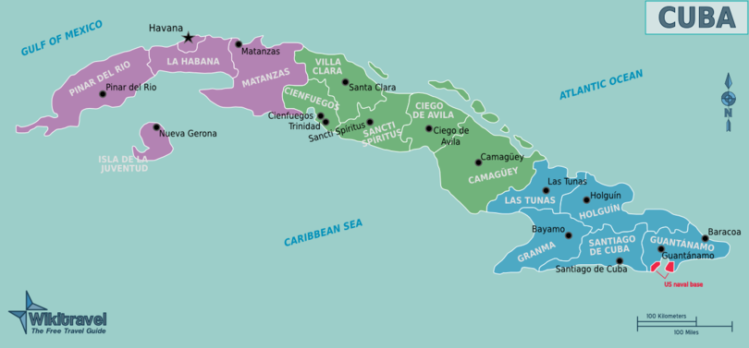 CUBA
GULF OF MEXICO
Havana
LA HABANA
Matanzas
MATANZAS
PINAR DEL RIO
Pinar del Rio
Nueva Gerona
ISLA DE LA
JUVENTUD
VILLA
CLARA
Santa Clara
CIENFUEGOS
Cienfuegos
Trinidad
Sancti Spiritus
SANCTI
SPIRITUS
CIEGO
DE AVILA
Ciego de
Avila
ATLANTIC OCEAN
N
Camagüey
CAMAGÜEY
CARIBBEAN SEA
Las Tunas
LAS TUNAS
Holguín
HOLGUIN
Bayamo
GRANMA
SANTIAGO
DE CUBA
Santiago de Cuba
GUANTÁNAMO
Guantánamo
Baracoa
US naval base
Wikitravel
The Free Travel Guide
100 Kilometers
100 Miles